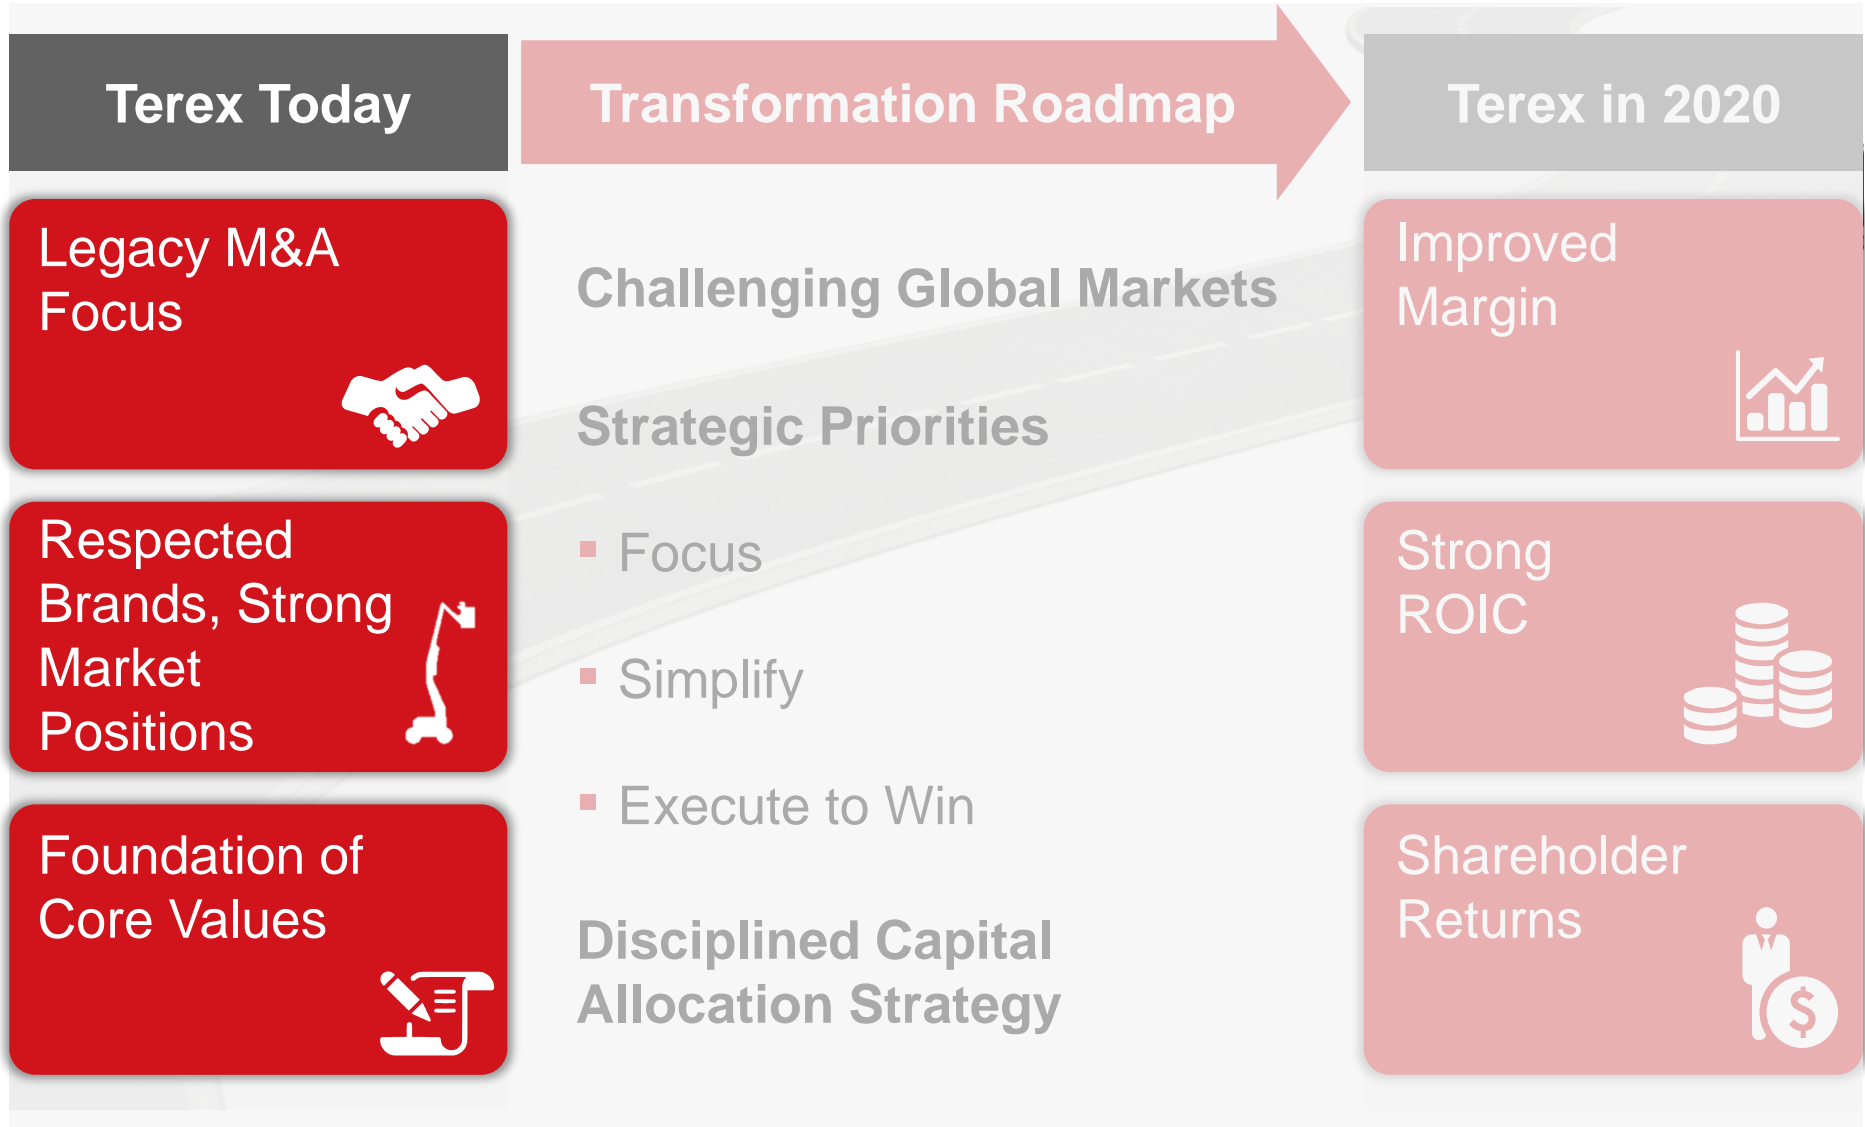 Terex Today
Transformation Roadmap
Terex in 2020
Legacy M&A
Focus
Respected
Brands, Strong
Market
Positions
Foundation of
Core Values
Challenging Global Markets
Strategic Priorities
▪ Focus
▪ Simplify
▪ Execute to Win
Disciplined Capital
Allocation Strategy
Improved
Margin
Strong
ROIC
Shareholder
Returns
$